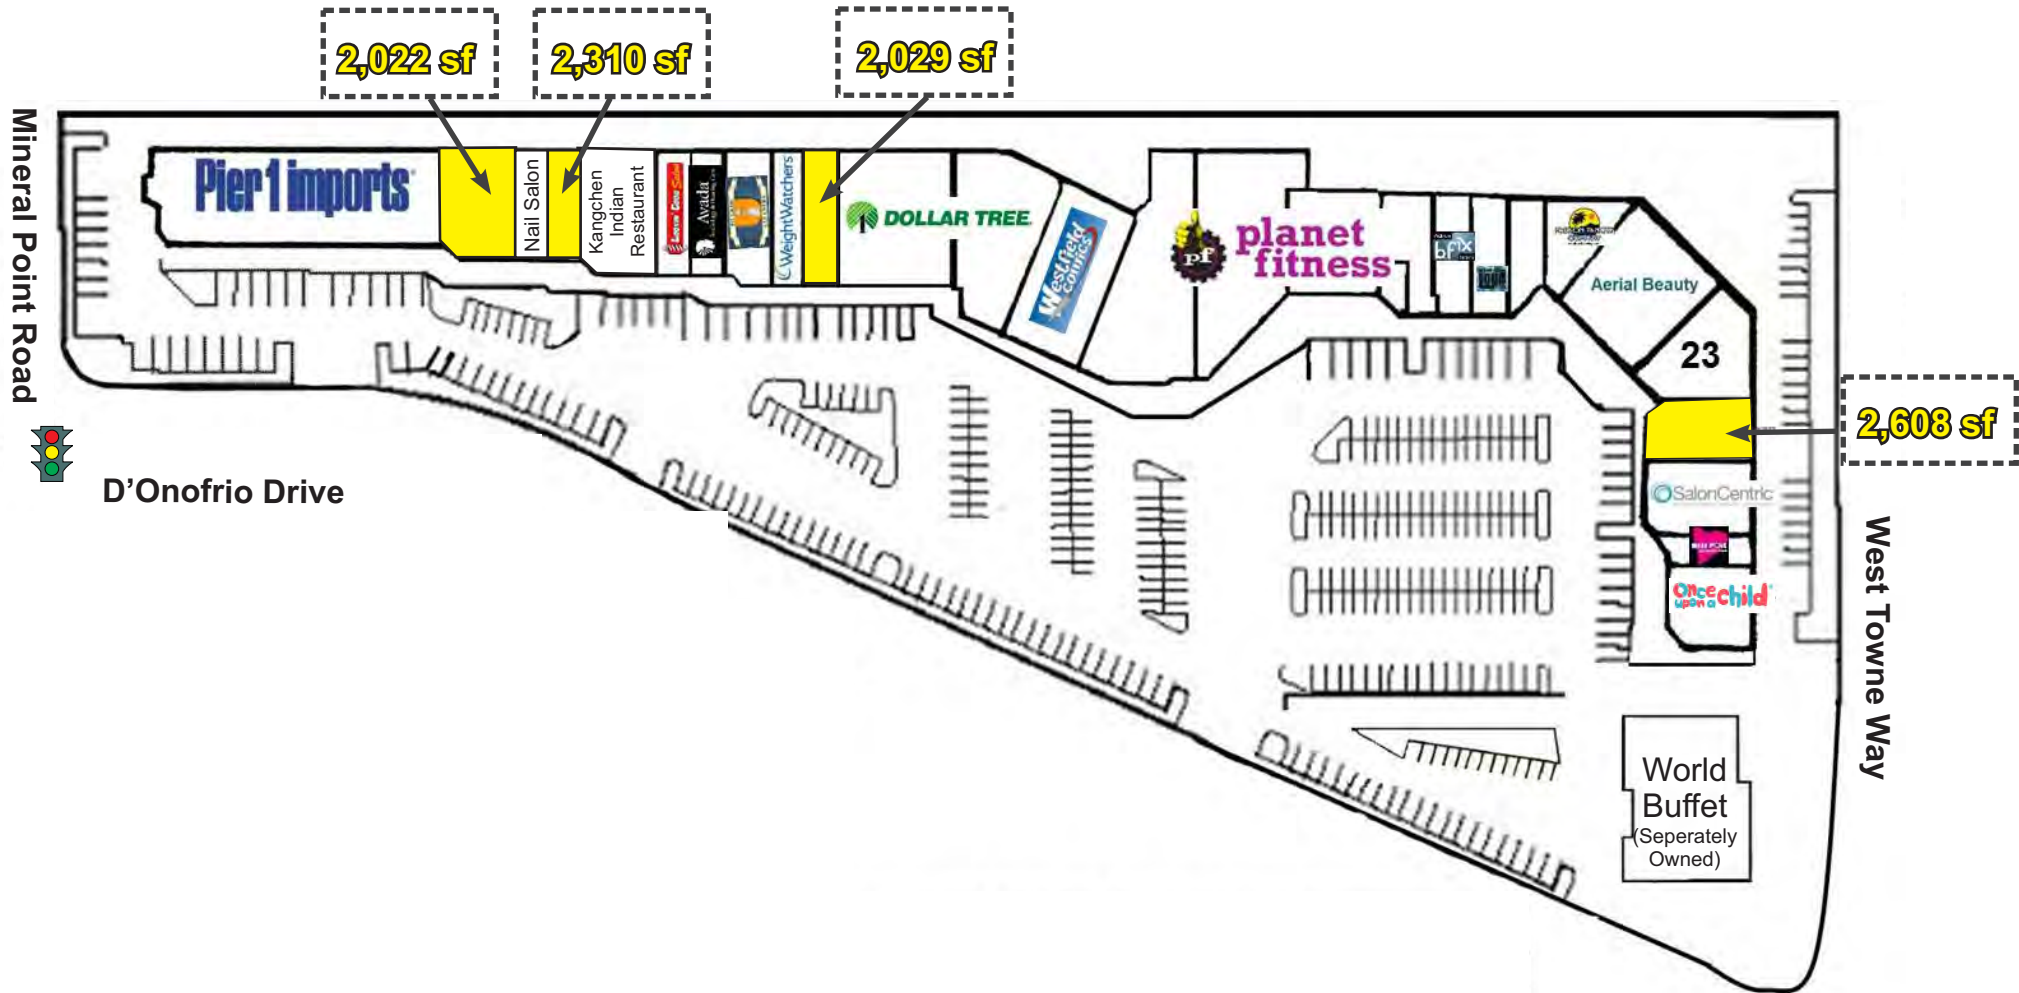 2,022 sf
2,310 sf
2,029 sf
Mineral Point Road
Pier 1 imports
Nail Salon
Kangchen
Indian
Restaurant
Avada
WeightWatchers
DOLLAR TREE
Westfield
Comics
pf
planet
fitness
bfix
Aerial Beauty
23
2,608 sf
D'Onofrio Drive
SalonCentric
Once
upon a child
West Towne Way
World
Buffet
(Seperately
Owned)